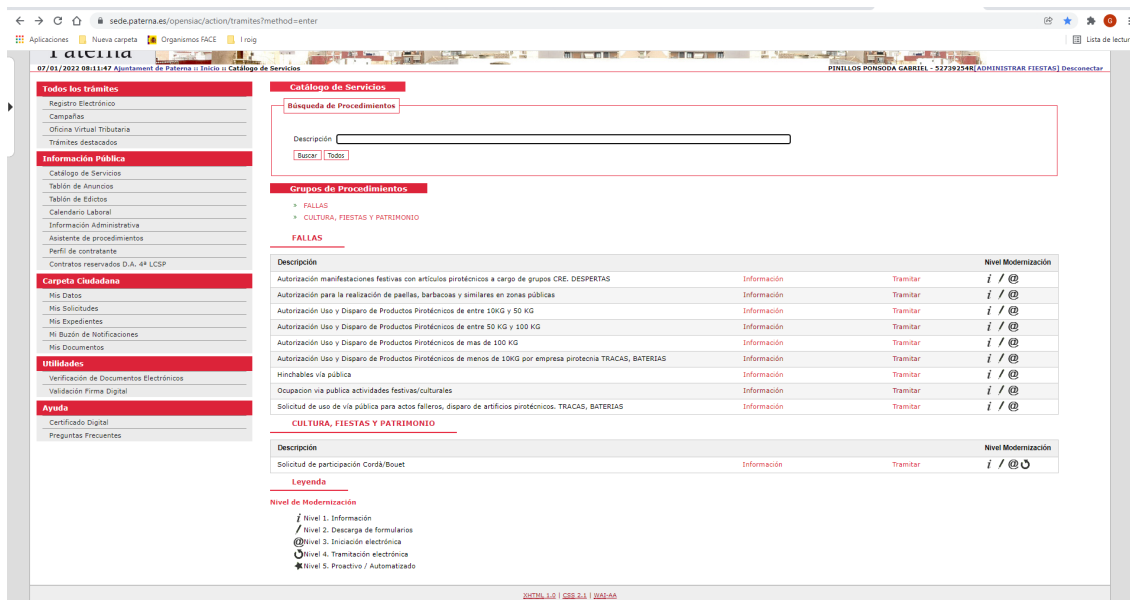 sede.paterna.es/opensiac/action/tramites?method=enter
G
Aplicaciones Nueva carpeta Organismos FACE I roig Lista de lectur
Paterna
07/01/2022 08:11:47 Ajuntament de Paterna :: Inicio :: Catálogo de Servicios PINILLOS PONSODA GABRIEL - 52739254R[ADMINISTRAR FIESTAS] Desconectar
Todos los trámites
Registro Electrónico
Campañas
Oficina Virtual Tributaria
Trámites destacados
Información Pública
Catálogo de Servicios
Tablón de Anuncios
Tablón de Edictos
Calendario Laboral
Información Administrativa
Asistente de procedimientos
Perfil de contratante
Contratos reservados D.A. 4ª LCSP
Carpeta Ciudadana
Mis Datos
Mis Solicitudes
Mis Expedientes
Mi Buzón de Notificaciones
Mis Documentos
Utilidades
Verificación de Documentos Electrónicos
Validación Firma Digital
Ayuda
Certificado Digital
Preguntas Frecuentes
Catálogo de Servicios
Búsqueda de Procedimientos
Descripción
Buscar Todos
Grupos de Procedimientos
» FALLAS
» CULTURA, FIESTAS Y PATRIMONIO
FALLAS
Descripción Nivel Modernización
Autorización manifestaciones festivas con artículos pirotécnicos a cargo de grupos CRE. DESPERTAS Información Tramitar i / @
Autorización para la realización de paellas, barbacoas y similares en zonas públicas Información Tramitar i / @
Autorización Uso y Disparo de Productos Pirotécnicos de entre 10KG y 50 KG Información Tramitar i / @
Autorización Uso y Disparo de Productos Pirotécnicos de entre 50 KG y 100 KG Información Tramitar i / @
Autorización Uso y Disparo de Productos Pirotécnicos de mas de 100 KG Información Tramitar i / @
Autorización Uso y Disparo de Productos Pirotécnicos de menos de 10KG por empresa pirotecnia TRACAS, BATERIAS Información Tramitar i / @
Hinchables vía pública Información Tramitar i / @
Ocupacion via publica actividades festivas/culturales Información Tramitar i / @
Solicitud de uso de vía pública para actos falleros, disparo de artificios pirotécnicos. TRACAS, BATERIAS Información Tramitar i / @
CULTURA, FIESTAS Y PATRIMONIO
Descripción Nivel Modernización
Solicitud de participación Cordà/Bouet Información Tramitar i / @
Leyenda
Nivel de Modernización
i Nivel 1. Información
/ Nivel 2. Descarga de formularios
@ Nivel 3. Iniciación electrónica
Nivel 4. Tramitación electrónica
Nivel 5. Proactivo / Automatizado
XHTML 1.0 | CSS 2.1 | WAI-AA